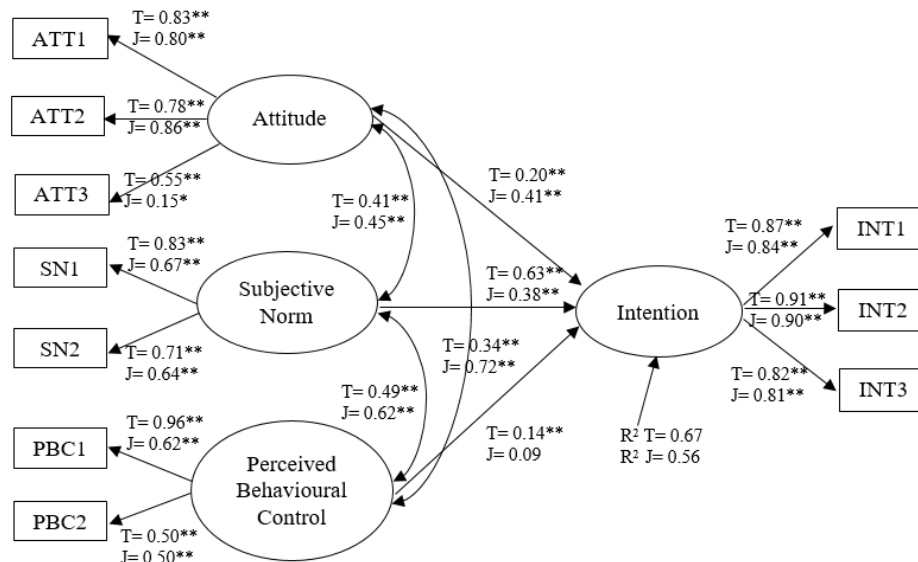 T= 0.83**
J= 0.80**
ATT1
T= 0.78**
J= 0.86**
ATT2
Attitude
T= 0.55**
J= 0.15*
ATT3
T= 0.20**
J= 0.41**
T= 0.41**
J= 0.45**
T= 0.83**
J= 0.67**
SN1
Subjective
Norm
T= 0.63**
J= 0.38**
Intention
T= 0.87**
J= 0.84**
INT1
T= 0.91**
J= 0.90**
INT2
T= 0.82**
J= 0.81**
INT3
SN2
T= 0.71**
J= 0.64**
T= 0.34**
J= 0.72**
T= 0.49**
J= 0.62**
T= 0.96**
J= 0.62**
PBC1
Perceived
Behavioural
Control
T= 0.14**
J= 0.09
R² T= 0.67
R² J= 0.56
PBC2
T= 0.50**
J= 0.50**